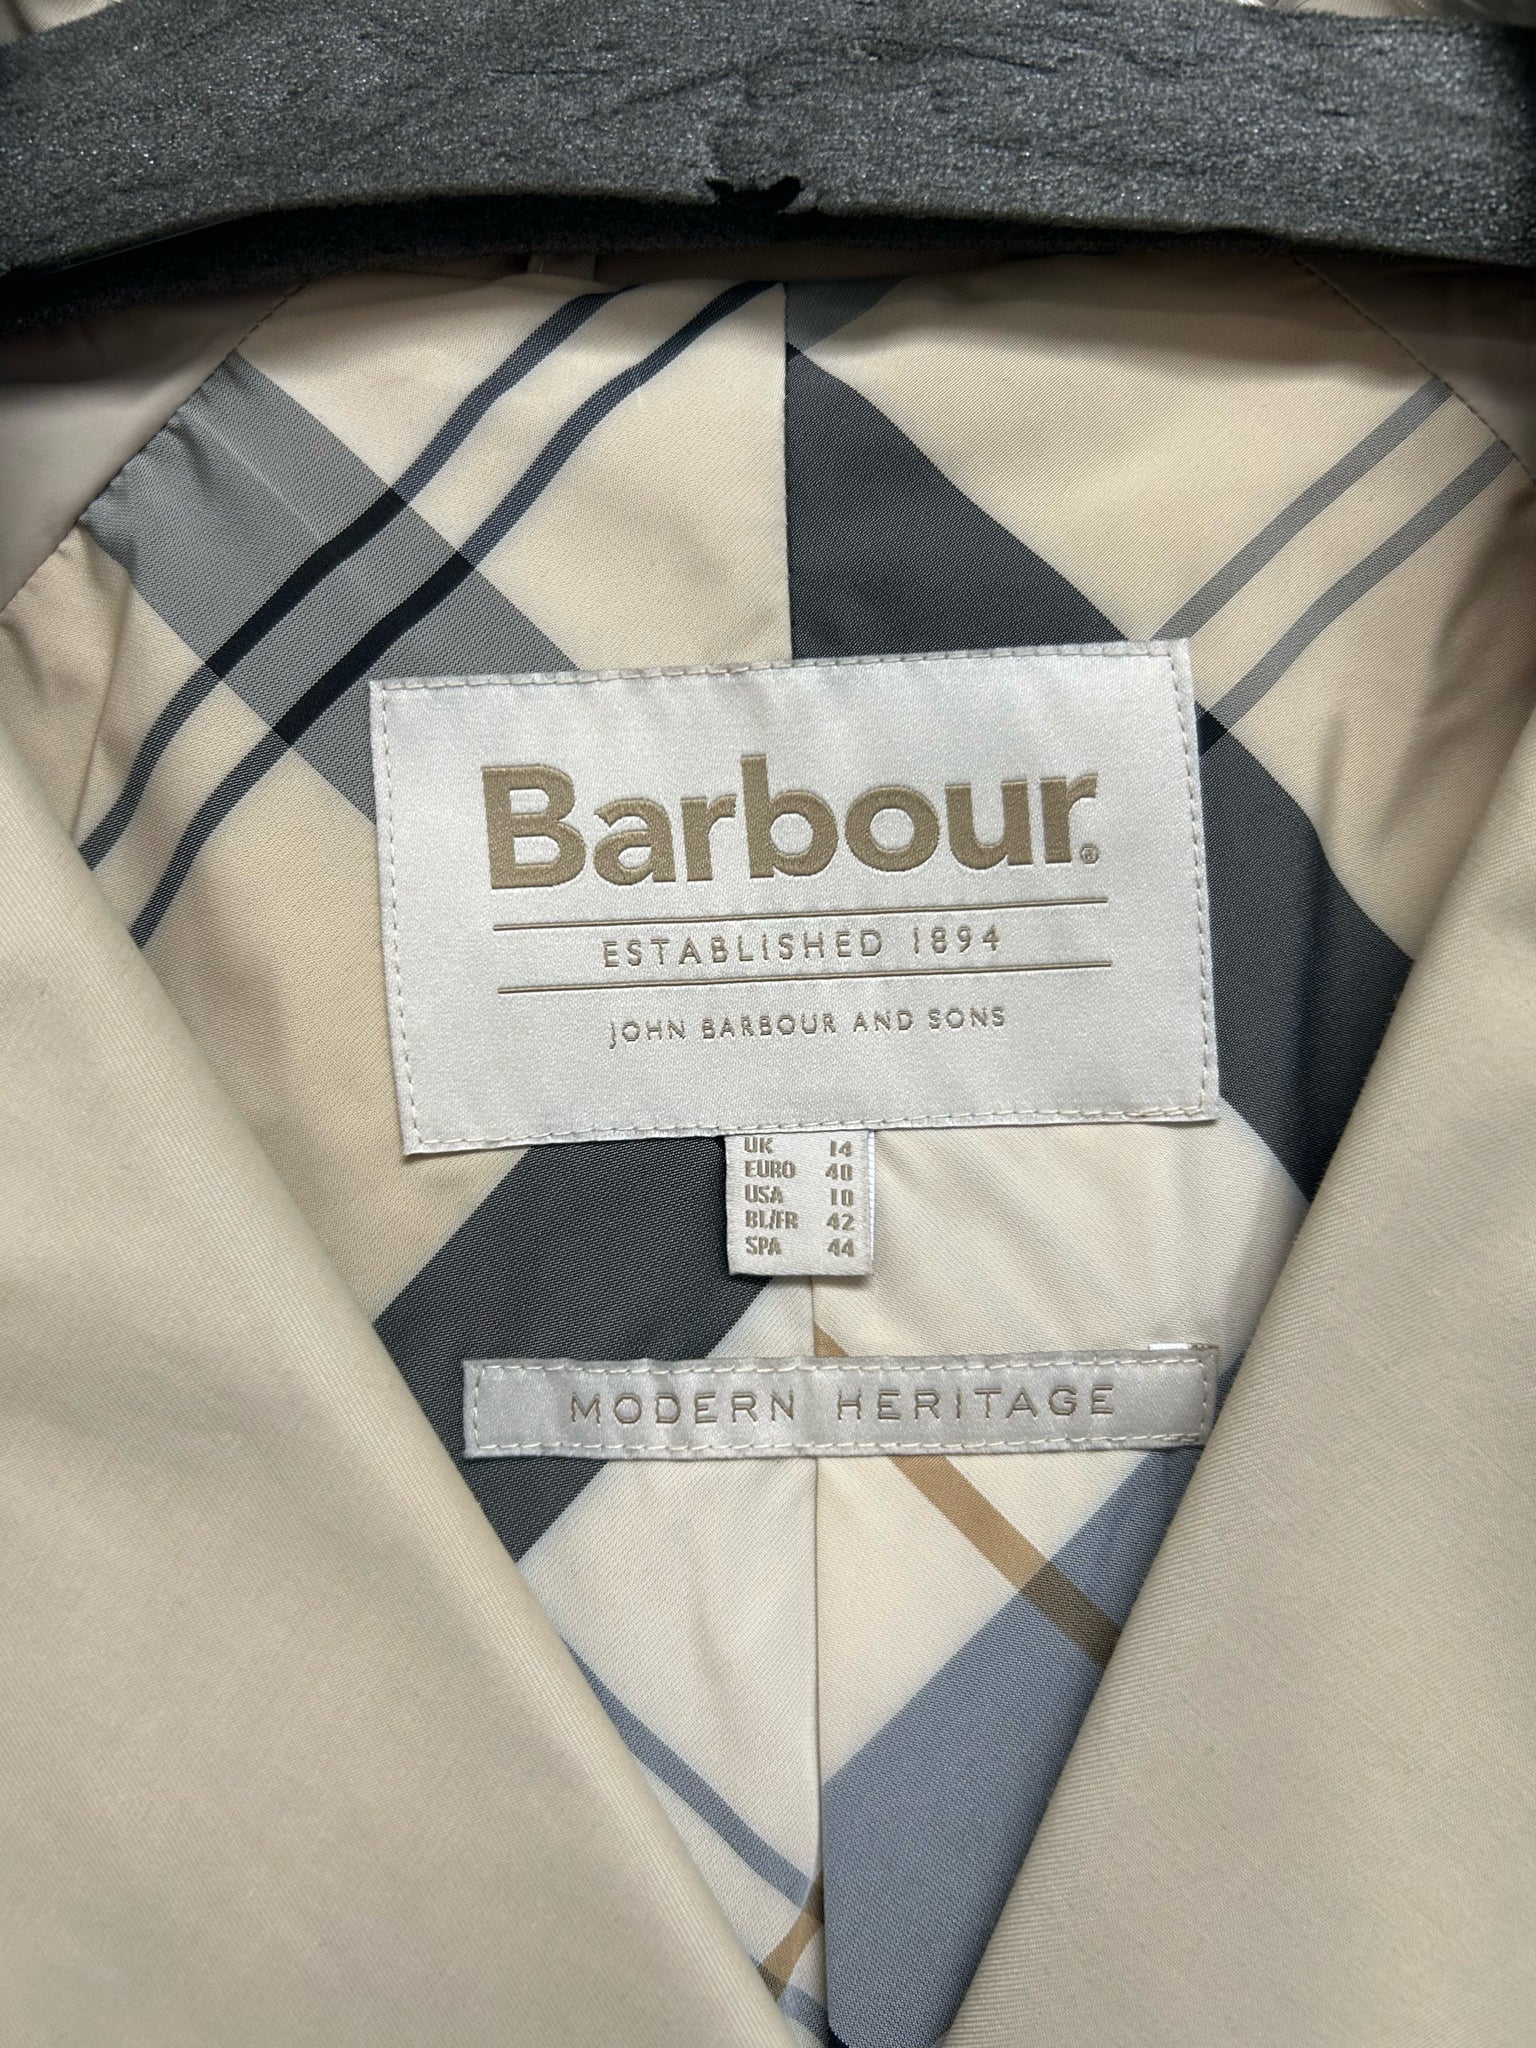 Barbour®
ESTABLISHED 1894
JOHN BARBOUR AND SONS
UK 14
EURO 40
USA 10
BL/FR 42
SPA 44
MODERN HERITAGE